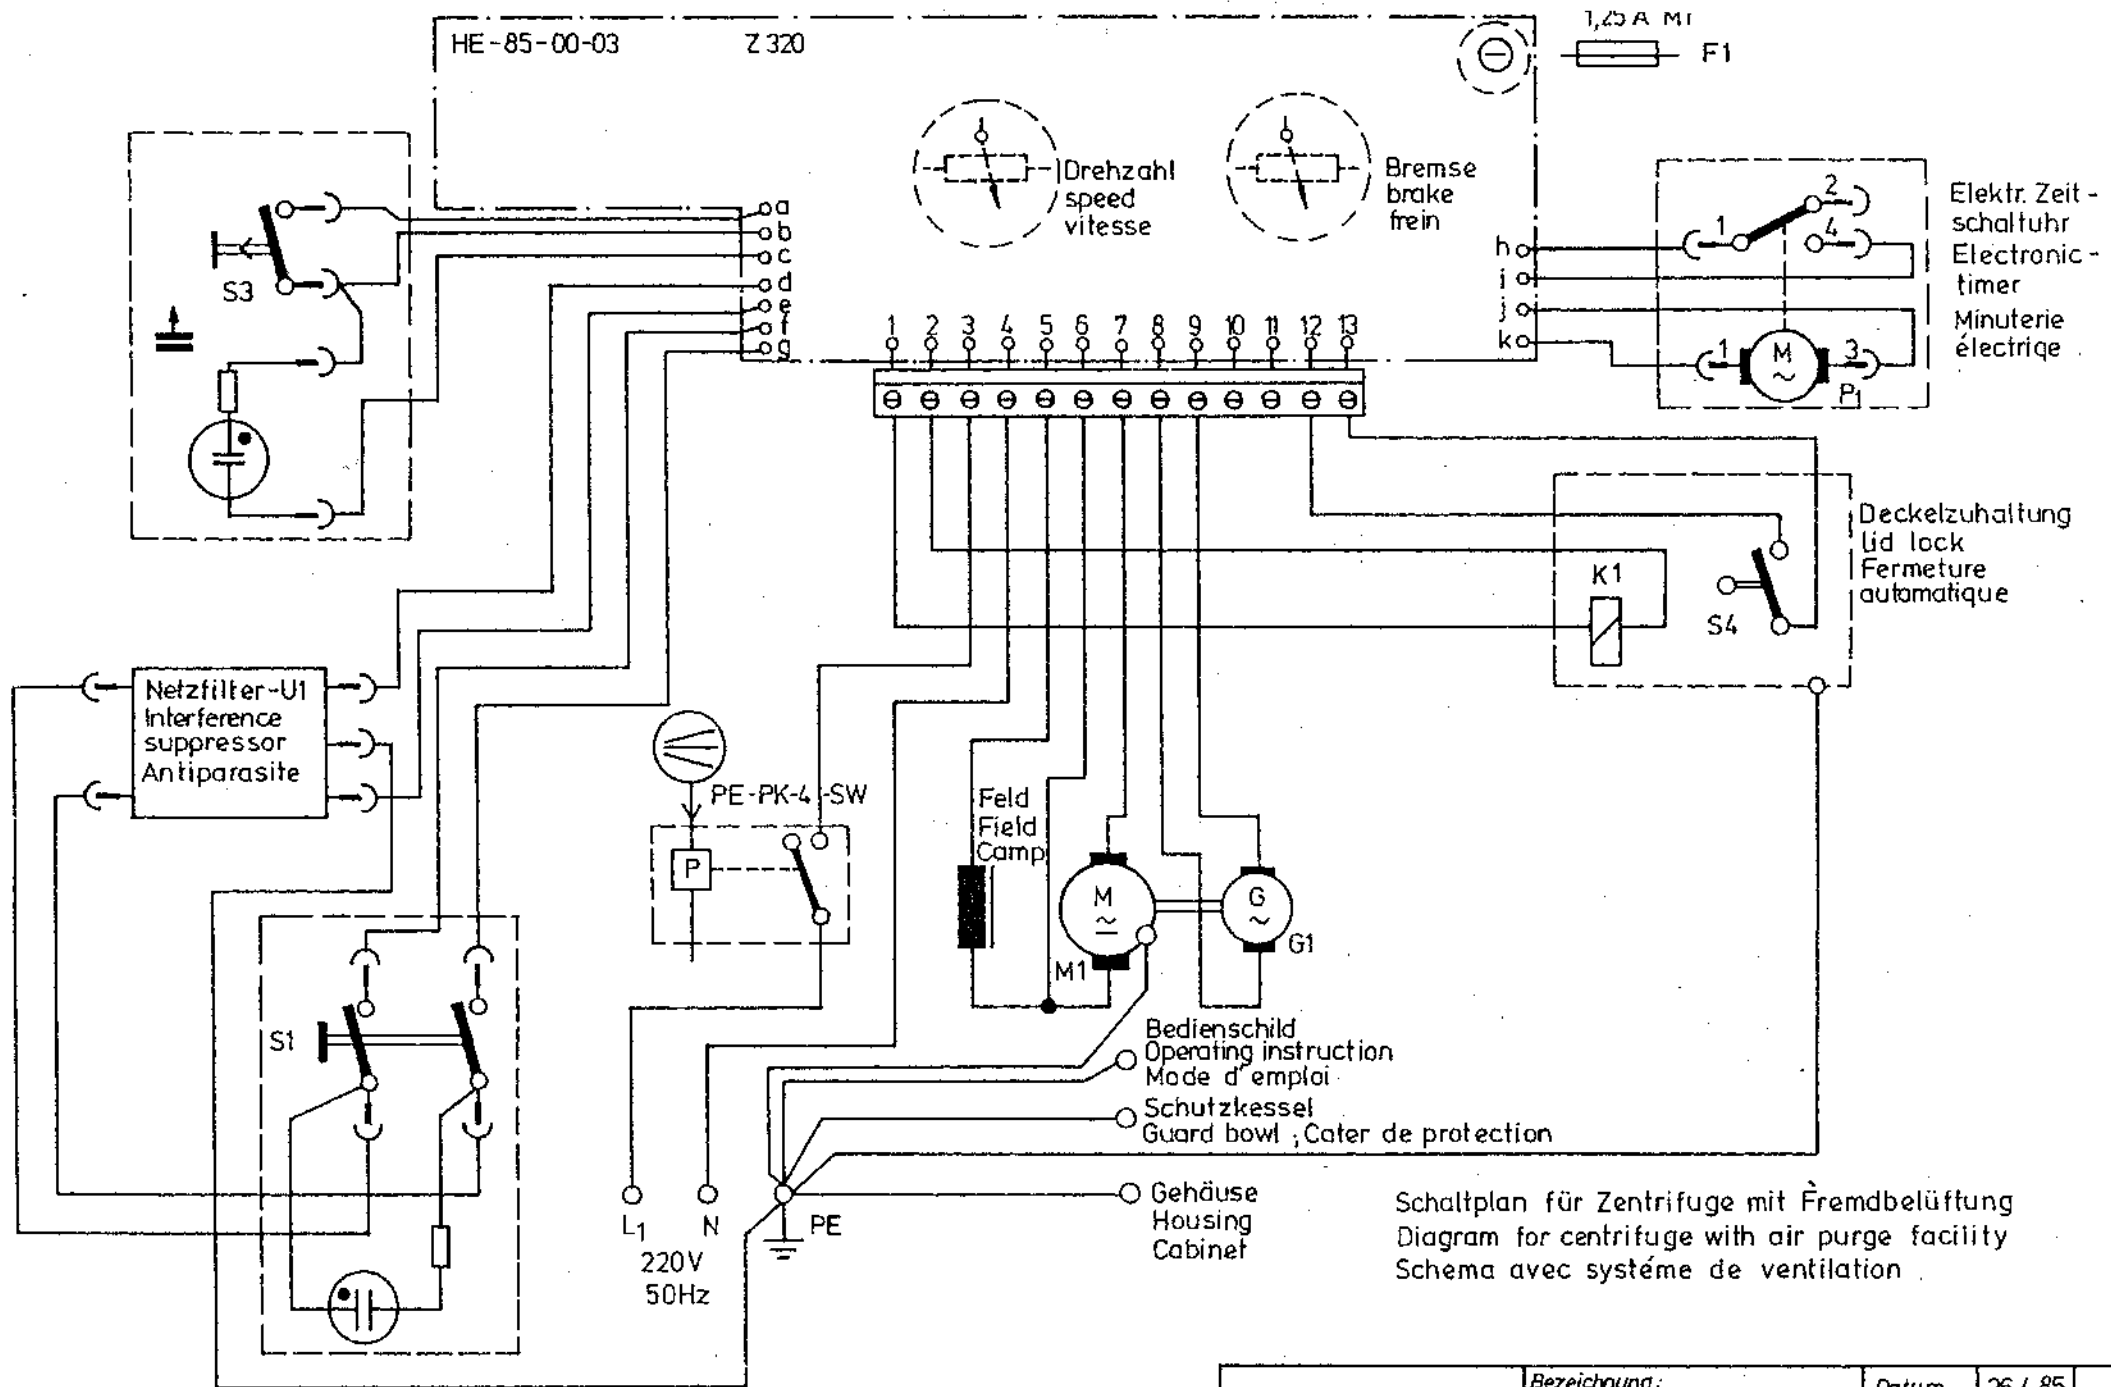 HE-85-00-03
Z 320
1,25 A MT
F1
Drehzahl
speed
vitesse
Bremse
brake
frein
a
b
c
d
e
f
g
h
i
j
k
1 2 3 4 5 6 7 8 9 10 11 12 13
S3
1
2
4
Elektr. Zeit-
schaltuhr
Electronic-
timer
Minuterie
électriqe
1
M
~
3
P1
Deckelzuhaltung
Lid lock
Fermeture
automatique
K1
S4
Netzfilter-U1
Interference
suppressor
Antiparasite
PE-PK-4-SW
P
Feld
Field
Camp
M
M1
G
~
G1
S1
Bedienschild
Operating instruction
Mode d'emploi
Schutzkessel
Guard bowl ; Cater de protection
L1
N
PE
220V
50Hz
Gehäuse
Housing
Cabinet
Schaltplan für Zentrifuge mit Fremdbelüftung
Diagram for centrifuge with air purge facility
Schema avec systéme de ventilation
Bezeichnung:
Datum